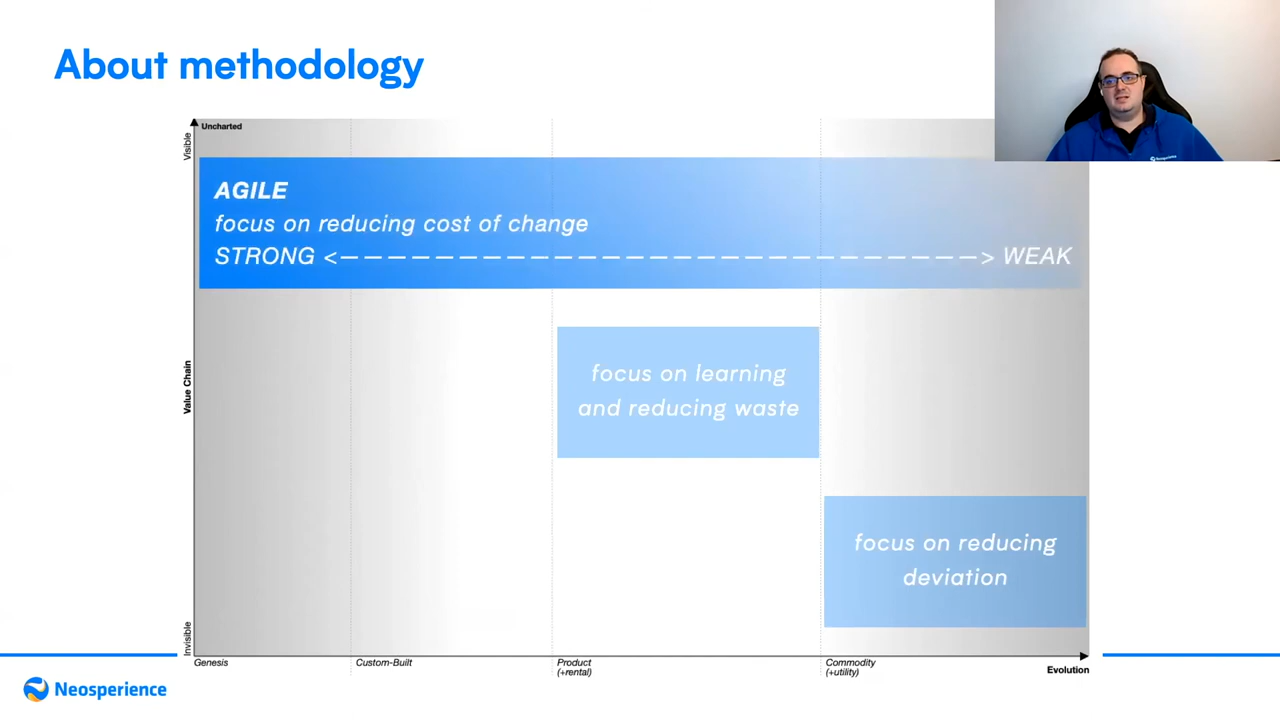 About methodology
Uncharted
Visible
AGILE
focus on reducing cost of change
STRONG <— — — — — — — — — — — — — — — — — — — — — — — — — — —> WEAK
Value Chain
focus on learning
and reducing waste
focus on reducing
deviation
Invisible
Genesis
Custom-Built
Product
(+rental)
Commodity
(+utility)
Evolution
Neosperience
Neosperience